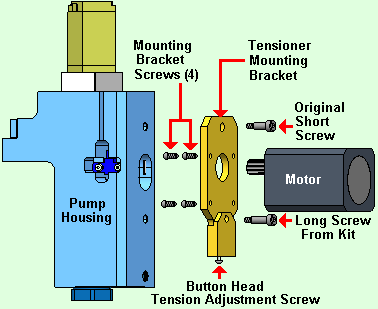 Mounting
Bracket
Screws (4)
Tensioner
Mounting
Bracket
Original
Short
Screw
Pump
Housing
Motor
Long Screw
From Kit
Button Head
Tension Adjustment Screw